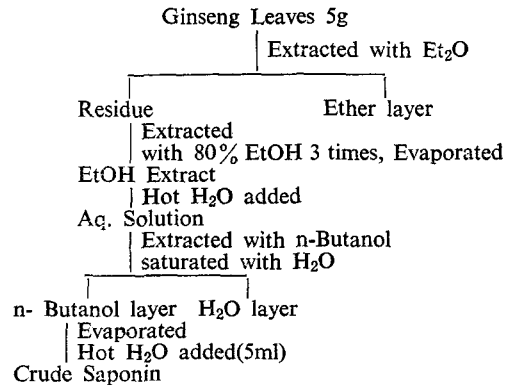 Ginseng Leaves 5g
Extracted with Et₂O
Residue Ether layer
Extracted
with 80% EtOH 3 times, Evaporated
EtOH Extract
Hot H₂O added
Aq. Solution
Extracted with n-Butanol
saturated with H₂O
n- Butanol layer H₂O layer
Evaporated
Hot H₂O added(5ml)
Crude Saponin